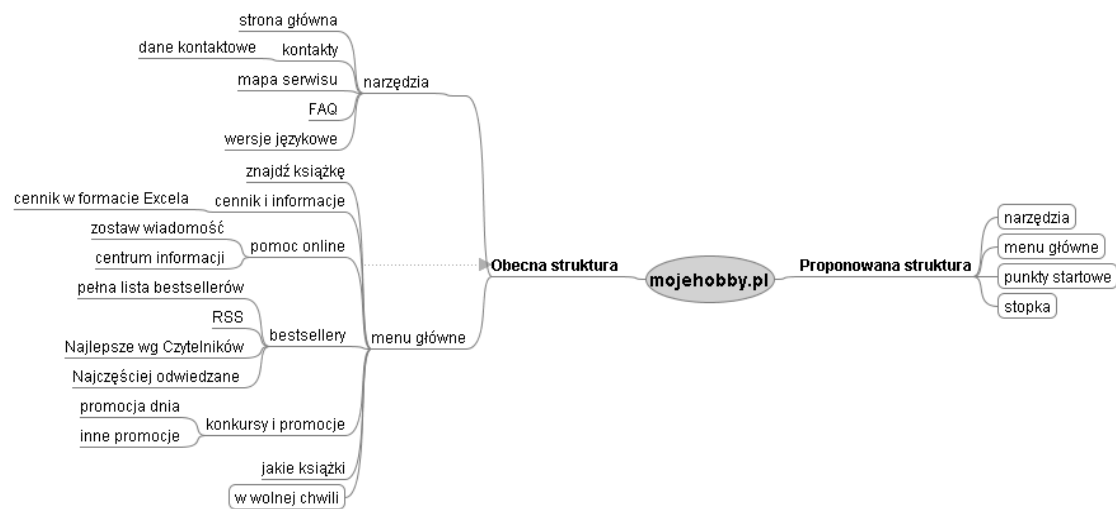 strona główna
dane kontaktowe
kontakty
mapa serwisu
narzędzia
FAQ
wersje językowe
znajdź książkę
cennik w formacie Excela
cennik i informacje
zostaw wiadomość
pomoc online
centrum informacji
pełna lista bestsellerów
RSS
bestsellery
Najlepsze wg Czytelników
Najczęściej odwiedzane
menu główne
promocja dnia
konkursy i promocje
inne promocje
jakie książki
w wolnej chwili
Obecna struktura
mojehobby.pl
Proponowana struktura
narzędzia
menu główne
punkty startowe
stopka